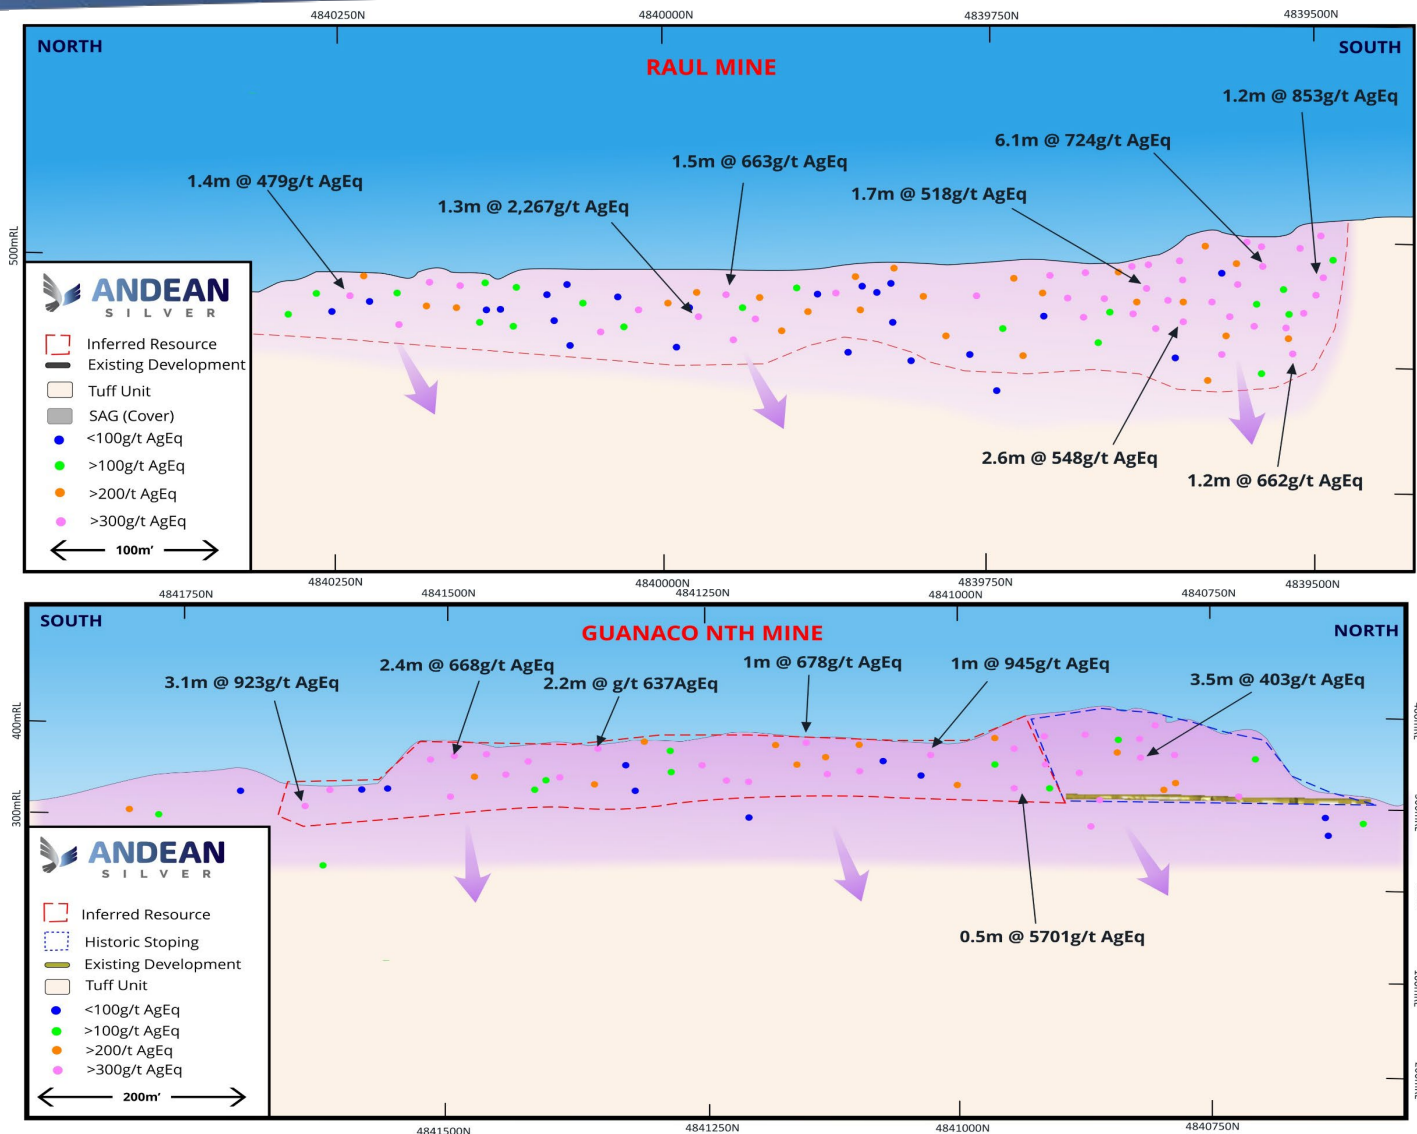 4840250N 4840000N 4839750N 4839500N
NORTH SOUTH
RAUL MINE
1.2m @ 853g/t AgEq
6.1m @ 724g/t AgEq
1.5m @ 663g/t AgEq
1.4m @ 479g/t AgEq
1.7m @ 518g/t AgEq
1.3m @ 2,267g/t AgEq
500mRL
ANDEAN
SILVER
Inferred Resource
Existing Development
Tuff Unit
SAG (Cover)
<100g/t AgEq
>100g/t AgEq
>200/t AgEq
>300g/t AgEq
100m'
2.6m @ 548g/t AgEq
1.2m @ 662g/t AgEq
4840250N 4840000N 4839750N 4839500N
4841750N 4841500N 4841250N 4841000N 4840750N
SOUTH NORTH
GUANACO NTH MINE
2.4m @ 668g/t AgEq
1m @ 678g/t AgEq
1m @ 945g/t AgEq
3.1m @ 923g/t AgEq
2.2m @ g/t 637AgEq
3.5m @ 403g/t AgEq
400mRL
300mRL
ANDEAN
SILVER
Inferred Resource
Historic Stoping
Existing Development
Tuff Unit
<100g/t AgEq
>100g/t AgEq
>200/t AgEq
>300g/t AgEq
200m'
0.5m @ 5701g/t AgEq
4841500N 4841250N 4841000N 4840750N